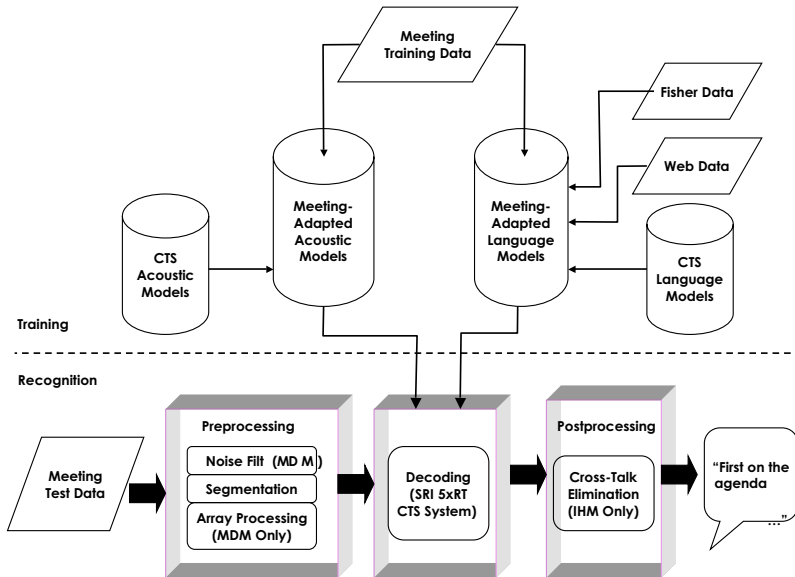 Meeting
Training Data
Fisher Data
Web Data
Meeting-
Adapted
Acoustic Models
Meeting-
Adapted
Language
Models
CTS
Acoustic
Models
CTS
Language
Models
Training
Recognition
Preprocessing
Noise Filt (MD M )
Segmentation
Array Processing
(MDM Only)
Meeting
Test Data
Decoding
(SRI 5xRT
CTS System)
Postprocessing
Cross-Talk
Elimination
(IHM Only)
“First on the
agenda
…”